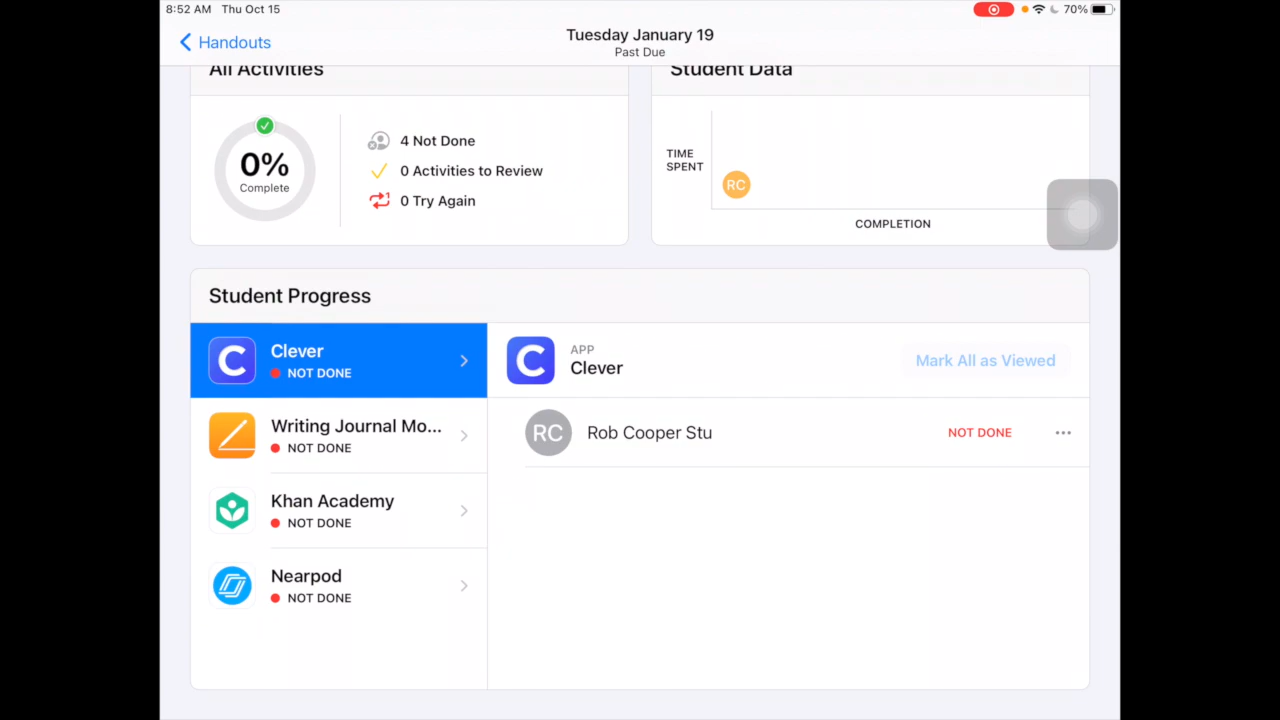 8:52 AM Thu Oct 15
70%
Handouts
Tuesday January 19
Past Due
All Activities
Student Data
0%
Complete
4 Not Done
0 Activities to Review
0 Try Again
TIME
SPENT
RC
COMPLETION
Student Progress
Clever
NOT DONE
Writing Journal Mo...
NOT DONE
Khan Academy
NOT DONE
Nearpod
NOT DONE
APP
Clever
Mark All as Viewed
RC
Rob Cooper Stu
NOT DONE